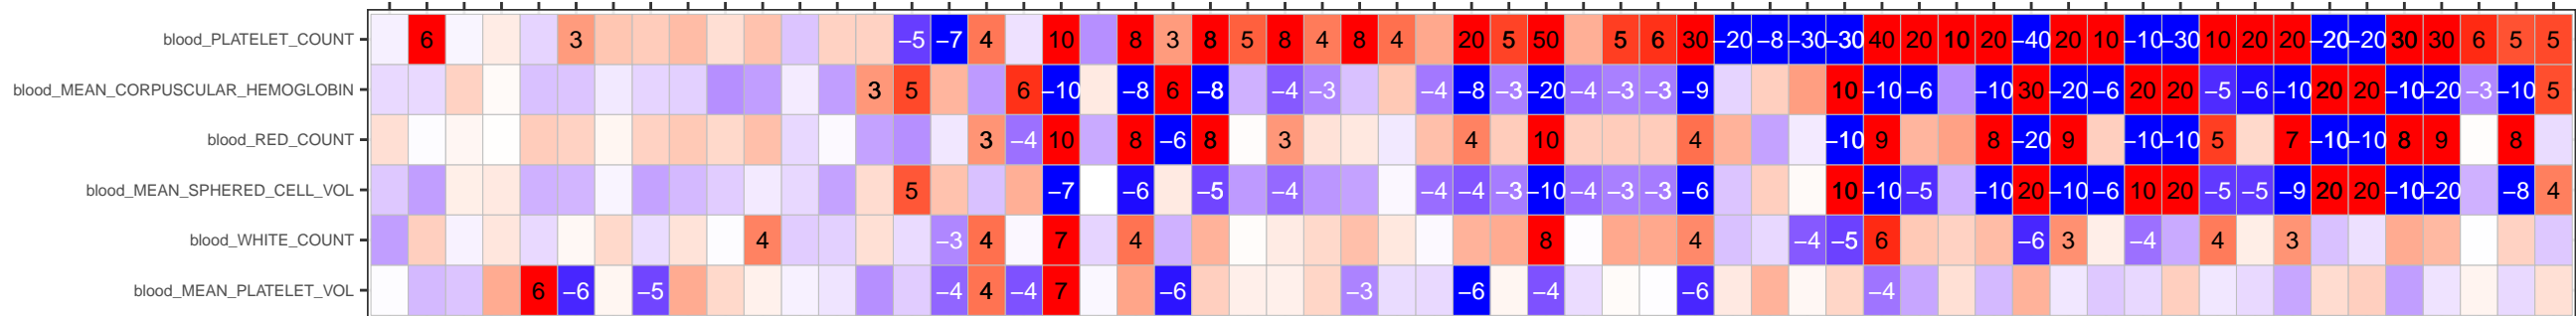 blood_PLATELET_COUNT 6 3 −5 −7 4 10 8 3 8 5 8 4 8 4 20 5 50 5 6 30 −20 −8 −30 −30 40 20 10 20 −40 20 10 −10 −30 10 20 20 −20 −20 30 30 6 5 5
blood_MEAN_CORPUSCULAR_HEMOGLOBIN 3 5 6 −10 −8 6 −8 −4 −3 −4 −8 −3 −20 −4 −3 −3 −9 10 −10 −6 −10 30 −20 −6 20 20 −5 −6 −10 20 20 −10 −20 −3 −10 5
blood_RED_COUNT 3 −4 10 8 −6 8 3 4 10 4 −10 9 8 −20 9 −10 −10 5 7 −10 −10 8 9 8
blood_MEAN_SPHERED_CELL_VOL 5 −7 −6 −5 −4 −4 −4 −3 −10 −4 −3 −3 −6 10 −10 −5 −10 20 −10 −6 10 20 −5 −5 −9 20 20 −10 −20 −8 4
blood_WHITE_COUNT 4 −3 4 7 4 8 4 −4 −5 6 −6 3 −4 4 3
blood_MEAN_PLATELET_VOL 6 −6 −5 −4 4 −4 7 −6 −3 −6 −4 −6 −4